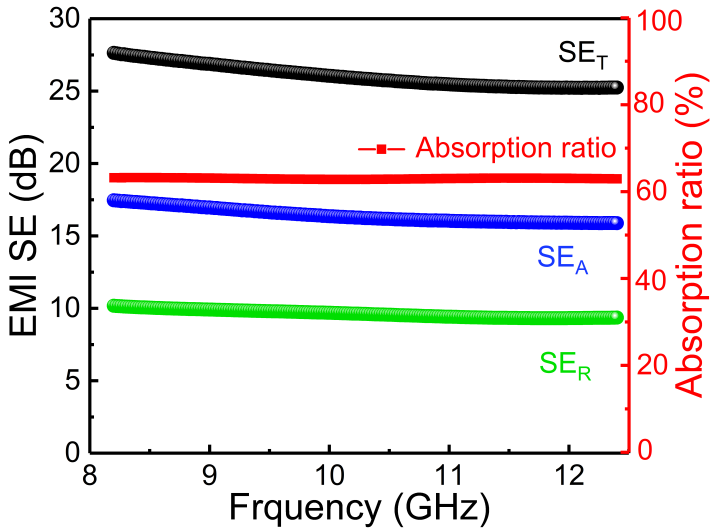 30
25
20
15
10
5
0
EMI SE (dB)
SE_T
Absorption ratio
SE_A
SE_R
100
80
60
40
20
0
Absorption ratio (%)
8 9 10 11 12
Frquency (GHz)